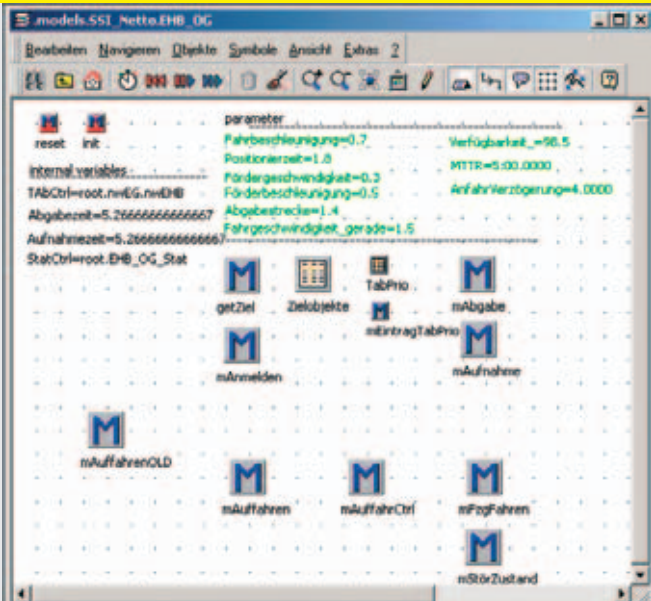 .models.SSI_Netto.EHB_OG
Bearbeiten Navigieren Objekte Symbole Ansicht Extras ?
parameter
reset init
Fahrbeschleunigung=0.7 Verfügbarkeit_=98.5
Positionierzeit=1.8 MTTR=5:00.0000
internal variables
Fördergeschwindigkeit=0.3
TAbCtrl=root.nwEG.nwEHB Förderbeschleunigung=0.5 AnfahrVerzögerung=4.0000
Abgabezeit=5.26666666666667 Abgabestrecke=1.4
Aufnahmezeit=5.26666666666667 Fahrgeschwindigkeit_gerade=1.5
StatCtrl=root.EHB_OG_Stat
TabPrio
getZiel Zielobjekte mAbgabe
mEintragTabPrio
mAnmelden mAufnahme
mAuffahrenOLD
mAuffahren mAuffahrCtrl mFzgFahren
mStörZustand